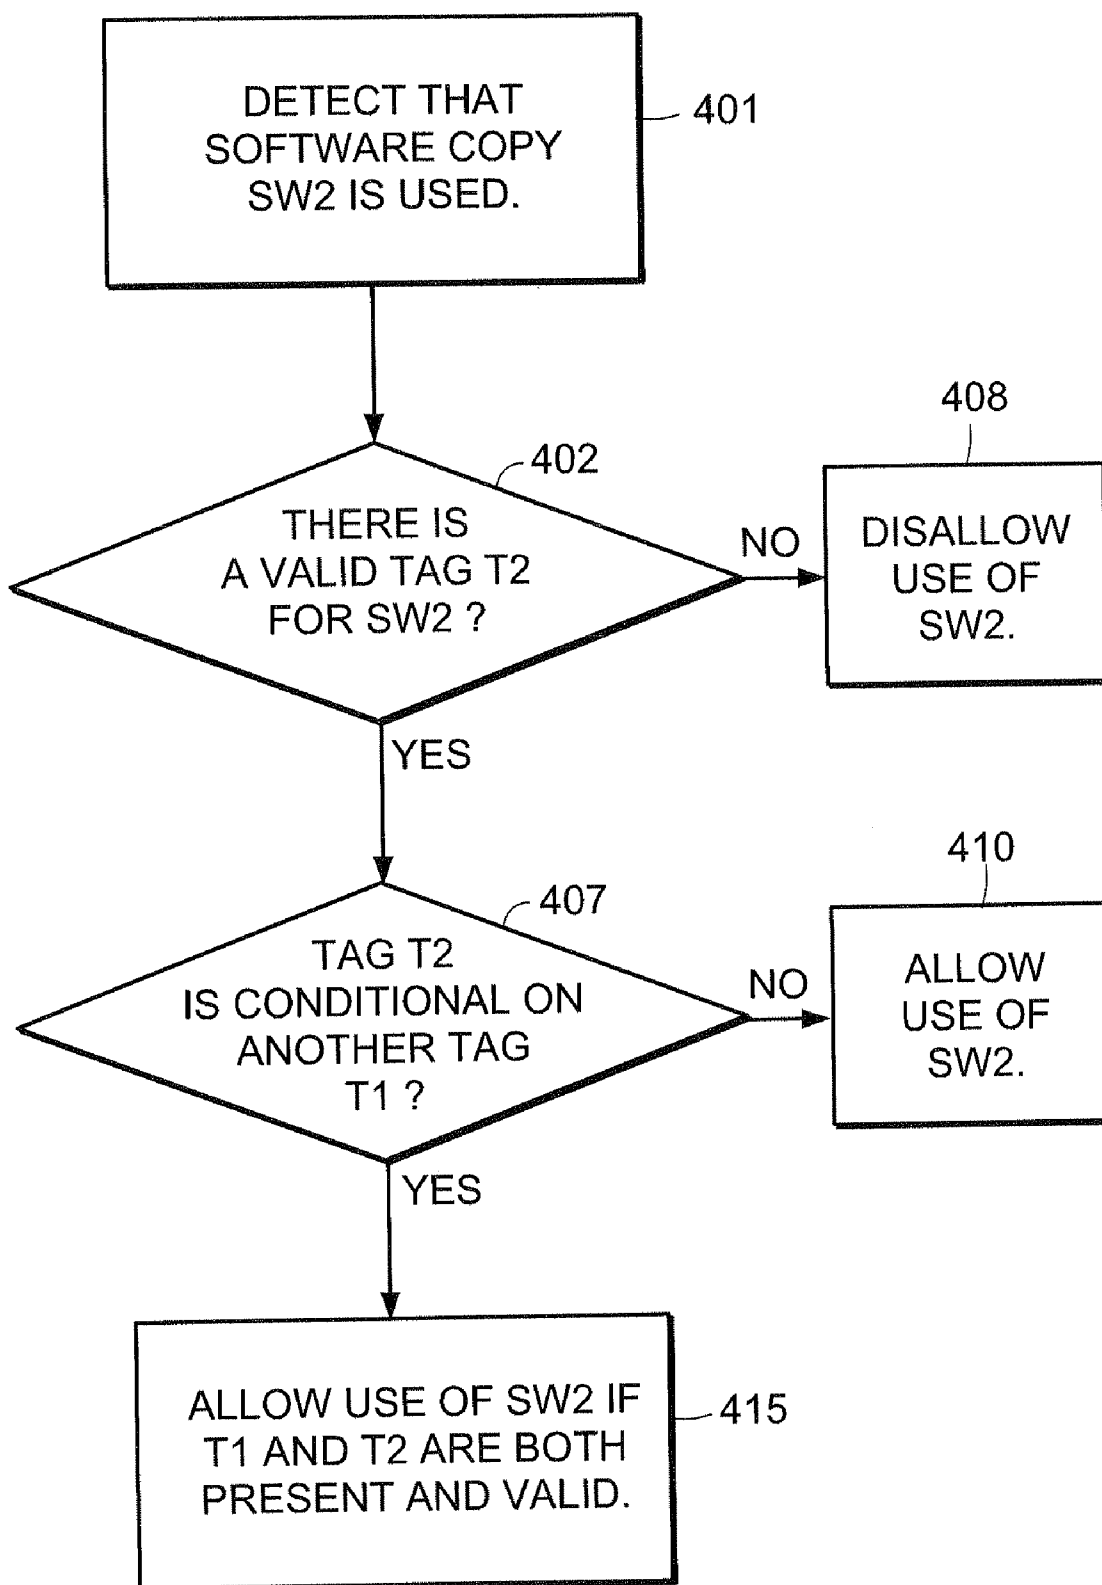 DETECT THAT
SOFTWARE COPY
SW2 IS USED.
401
402
THERE IS
A VALID TAG T2
FOR SW2 ?
NO
408
DISALLOW
USE OF
SW2.
YES
407
TAG T2
IS CONDITIONAL ON
ANOTHER TAG
T1 ?
NO
410
ALLOW
USE OF
SW2.
YES
ALLOW USE OF SW2 IF
T1 AND T2 ARE BOTH
PRESENT AND VALID.
415